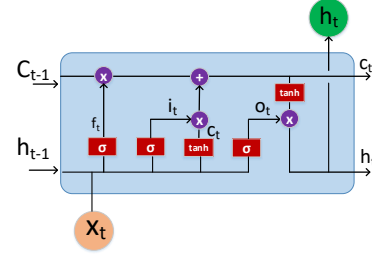 h_t
C_{t-1}
x
+
c_t
tanh
i_t
o_t
f_t
x
x
c_t
σ
σ
tanh
σ
h_{t-1}
h
X_t